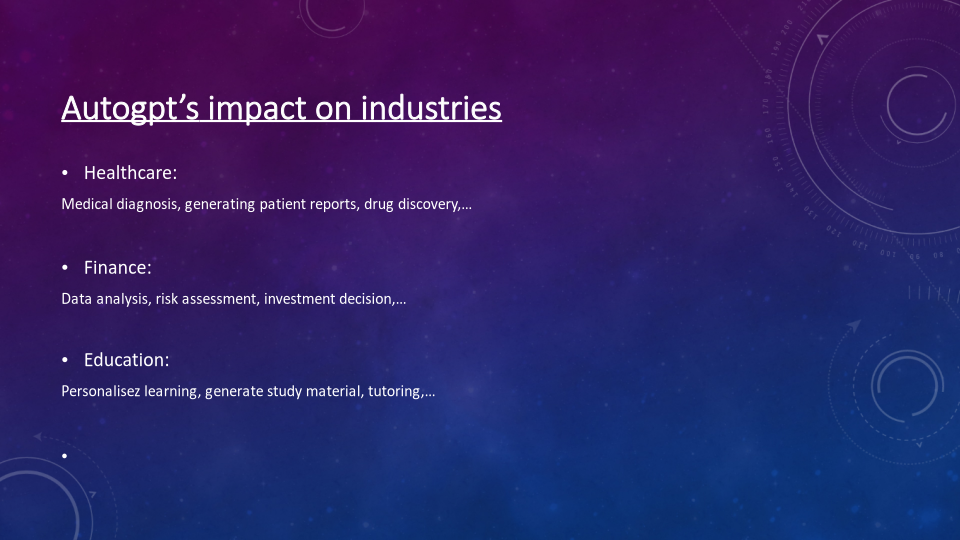 Autogpt’s impact on industries
• Healthcare:
Medical diagnosis, generating patient reports, drug discovery,…
• Finance:
Data analysis, risk assessment, investment decision,…
• Education:
Personalisez learning, generate study material, tutoring,…
•